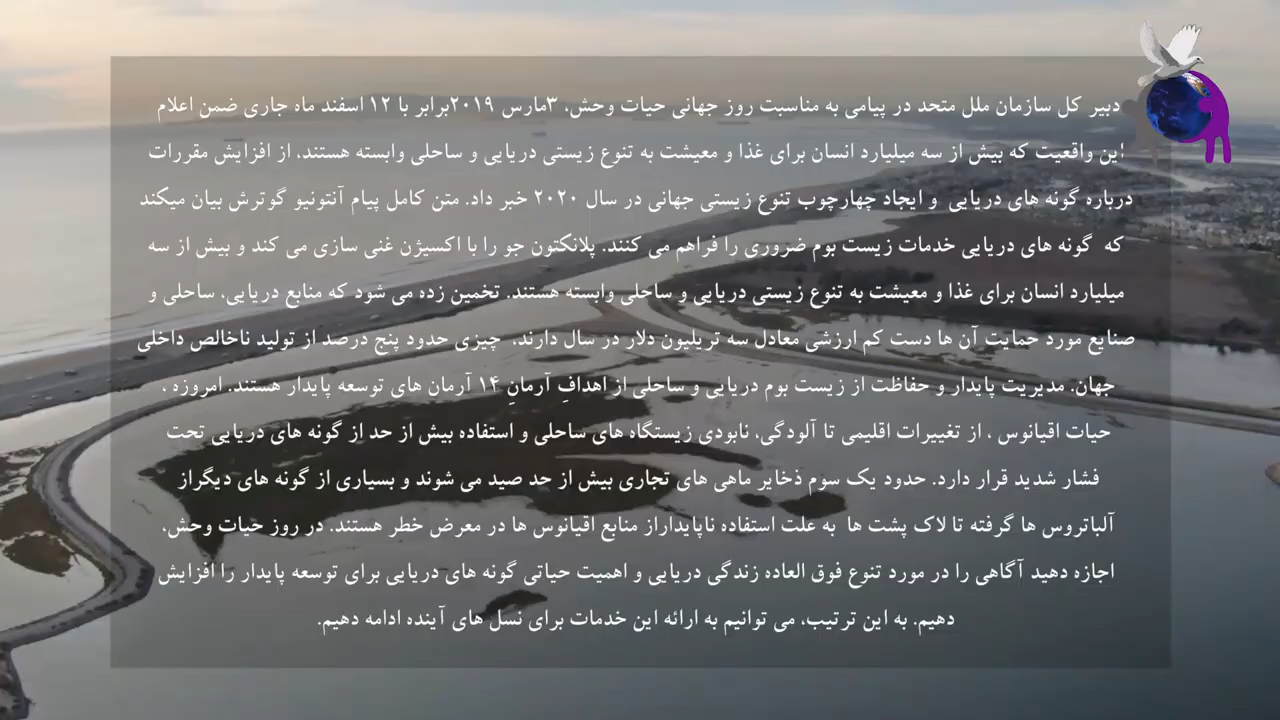 دبیر کل سازمان ملل متحد در پیامی به مناسبت روز جهانی حیات وحش، ۳مارس ۲۰۱۹برابر با ۱۲ اسفند ماه جاری ضمن اعلام
این واقعیت که بیش از سه میلیارد انسان برای غذا و معیشت به تنوع زیستی دریایی و ساحلی وابسته هستند، از افزایش مقررات
درباره گونه های دریایی و ایجاد چهارچوب تنوع زیستی جهانی در سال ۲۰۲۰ خبر داد. متن کامل پیام آنتونیو گوترش بیان میکند
که گونه های دریایی خدمات زیست بوم ضروری را فراهم می کنند. پلانکتون جو را با اکسیژن غنی سازی می کند و بیش از سه
میلیارد انسان برای غذا و معیشت به تنوع زیستی دریایی و ساحلی وابسته هستند. تخمین زده می شود که منابع دریایی، ساحلی و
صنایع مورد حمایت آن ها دست کم ارزشی معادل سه تریلیون دلار در سال دارند، چیزی حدود پنج درصد از تولید ناخالص داخلی
جهان. مدیریت پایدار و حفاظت از زیست بوم دریایی و ساحلی از اهدافِ آرمانِ ۱۴ آرمان های توسعه پایدار هستند. امروزه ،
حیات اقیانوس ، از تغییرات اقلیمی تا آلودگی، نابودی زیستگاه های ساحلی و استفاده بیش از حد از گونه های دریایی تحت
فشار شدید قرار دارد. حدود یک سوم ذخایر ماهی های تجاری بیش از حد صید می شوند و بسیاری از گونه های دیگراز
آلباتروس ها گرفته تا لاک پشت ها به علت استفاده ناپایداراز منابع اقیانوس ها در معرض خطر هستند. در روز حیات وحش،
اجازه دهید آگاهی را در مورد تنوع فوق العاده زندگی دریایی و اهمیت حیاتی گونه های دریایی برای توسعه پایدار را افزایش
دهیم. به این ترتیب، می توانیم به ارائه این خدمات برای نسل های آینده ادامه دهیم.